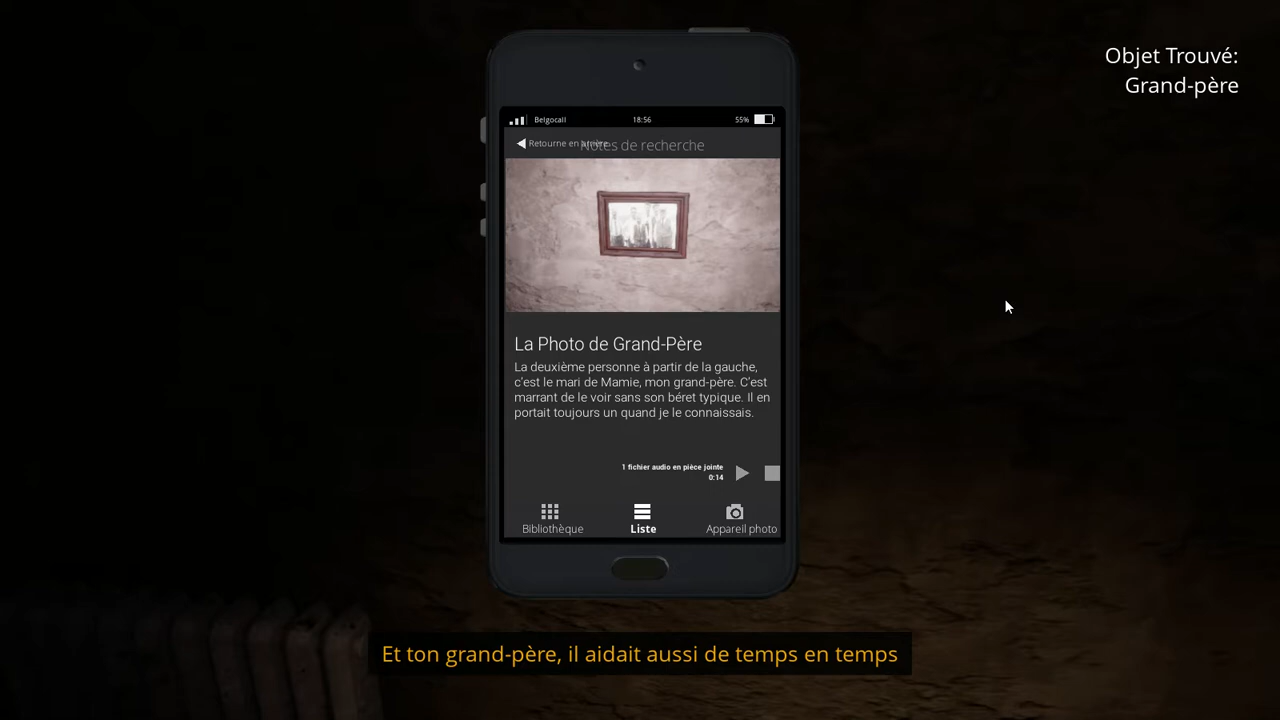 Objet Trouvé:
Grand-père
Belgocall
18:56
55%
Retourne en arrière
Notes de recherche
La Photo de Grand-Père
La deuxième personne à partir de la gauche,
c'est le mari de Mamie, mon grand-père. C'est
marrant de le voir sans son béret typique. Il en
portait toujours un quand je le connaissais.
1 fichier audio en pièce jointe
0:14
Bibliothèque
Liste
Appareil photo
Et ton grand-père, il aidait aussi de temps en temps